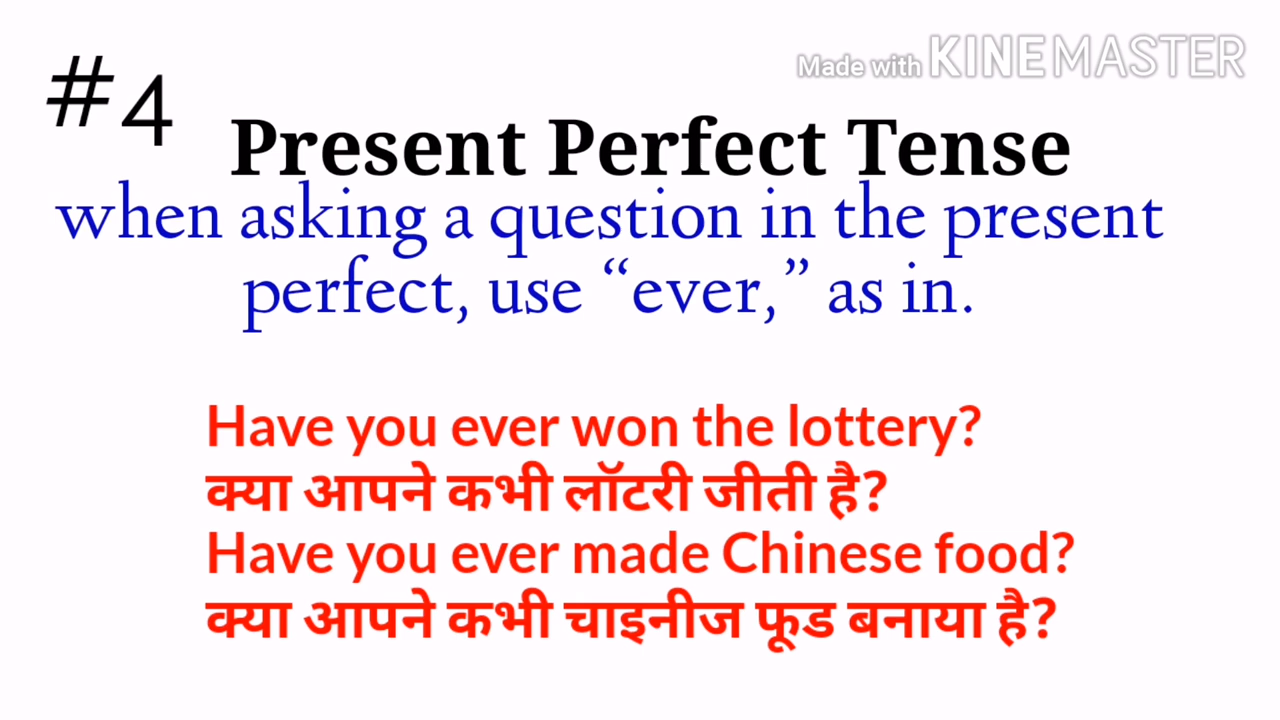 Made with KINEMASTER
#4
Present Perfect Tense
when asking a question in the present
perfect, use “ever,” as in.
Have you ever won the lottery?
क्या आपने कभी लॉटरी जीती है?
Have you ever made Chinese food?
क्या आपने कभी चाइनीज फूड बनाया है?